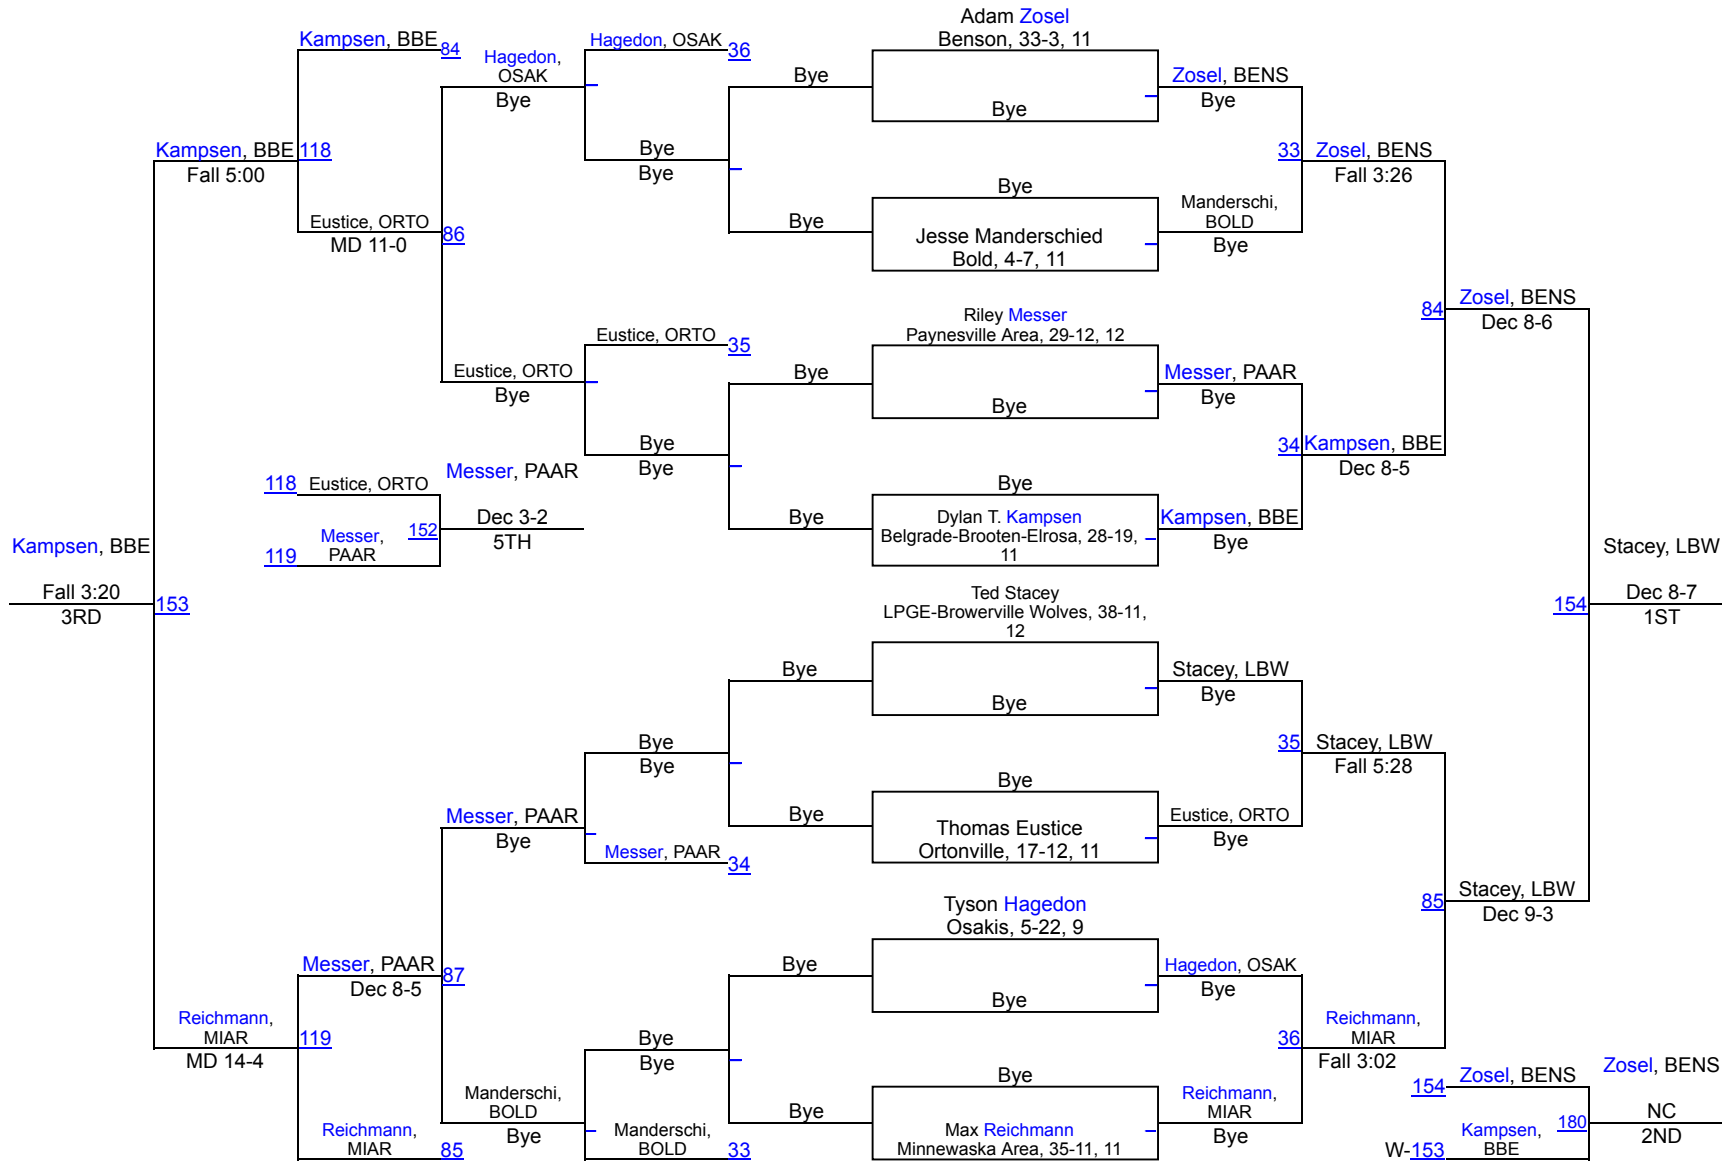 Adam Zosel
Benson, 33-3, 11
Kampsen, BBE
84
Hagedon,
OSAK
Bye
Hagedon, OSAK
36
Bye
Bye
Zosel, BENS
Bye
Kampsen, BBE
118
Fall 5:00
Bye
Bye
33
Zosel, BENS
Fall 3:26
Eustice, ORTO
MD 11-0
86
Bye
Bye
Jesse Manderschied
Bold, 4-7, 11
Manderschi,
BOLD
Bye
84
Zosel, BENS
Dec 8-6
Eustice, ORTO
35
Riley Messer
Paynesville Area, 29-12, 12
Eustice, ORTO
Bye
Bye
Bye
Messer, PAAR
Bye
Bye
Bye
34
Kampsen, BBE
Dec 8-5
118
Eustice, ORTO
Messer, PAAR
Messer,
PAAR
119
152
Dec 3-2
5TH
Bye
Bye
Dylan T. Kampsen
Belgrade-Brooten-Elrosa, 28-19,
11
Kampsen, BBE
Bye
Kampsen, BBE
Fall 3:20
3RD
153
Ted Stacey
LPGE-Browerville Wolves, 38-11,
12
Stacey, LBW
154
Dec 8-7
1ST
Bye
Bye
Stacey, LBW
Bye
Bye
Bye
35
Stacey, LBW
Fall 5:28
Messer, PAAR
Bye
Messer, PAAR
34
Bye
Bye
Thomas Eustice
Ortonville, 17-12, 11
Eustice, ORTO
Bye
85
Stacey, LBW
Dec 9-3
Tyson Hagedon
Osakis, 5-22, 9
Messer, PAAR
Dec 8-5
87
Bye
Bye
Hagedon, OSAK
Bye
Reichmann,
MIAR
MD 14-4
119
Bye
Bye
36
Reichmann,
MIAR
Fall 3:02
Manderschi,
BOLD
Bye
Bye
Bye
Max Reichmann
Minnewaska Area, 35-11, 11
Reichmann,
MIAR
Bye
Reichmann,
MIAR
85
Manderschi,
BOLD
33
154
Zosel, BENS
Zosel, BENS
W-153
Kampsen,
BBE
180
NC
2ND